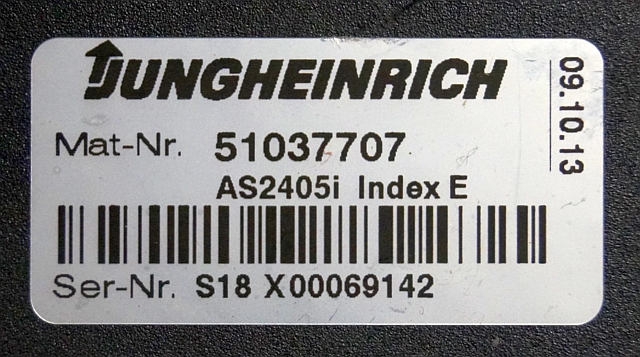 JUNGHEINRICH
Mat-Nr. 51037707
AS2405i Index E
Ser-Nr. S18 X00069142
09.10.13